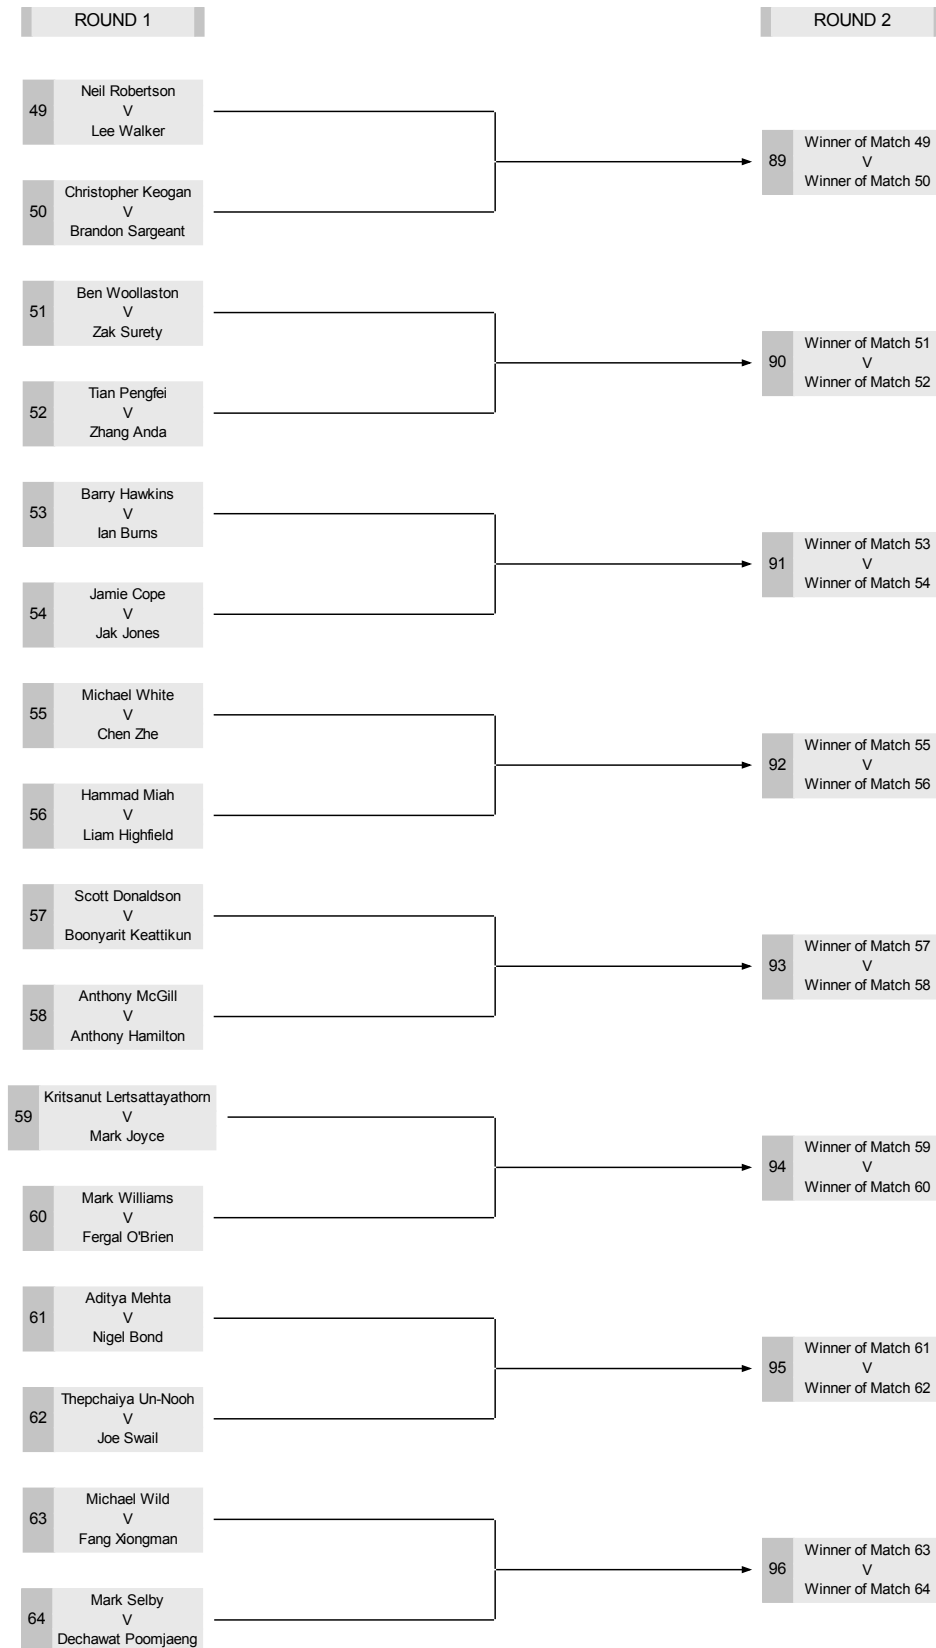 ROUND 1
ROUND 2
49
Neil Robertson
V
Lee Walker
89
Winner of Match 49
V
Winner of Match 50
50
Christopher Keogan
V
Brandon Sargeant
51
Ben Woollaston
V
Zak Surety
90
Winner of Match 51
V
Winner of Match 52
52
Tian Pengfei
V
Zhang Anda
53
Barry Hawkins
V
Ian Burns
91
Winner of Match 53
V
Winner of Match 54
54
Jamie Cope
V
Jak Jones
55
Michael White
V
Chen Zhe
92
Winner of Match 55
V
Winner of Match 56
56
Hammad Miah
V
Liam Highfield
57
Scott Donaldson
V
Boonyarit Keattikun
93
Winner of Match 57
V
Winner of Match 58
58
Anthony McGill
V
Anthony Hamilton
59
Kritsanut Lertsattayathorn
V
Mark Joyce
94
Winner of Match 59
V
Winner of Match 60
60
Mark Williams
V
Fergal O'Brien
61
Aditya Mehta
V
Nigel Bond
95
Winner of Match 61
V
Winner of Match 62
62
Thepchaiya Un-Nooh
V
Joe Swail
63
Michael Wild
V
Fang Xiongman
96
Winner of Match 63
V
Winner of Match 64
64
Mark Selby
V
Dechawat Poomjaeng